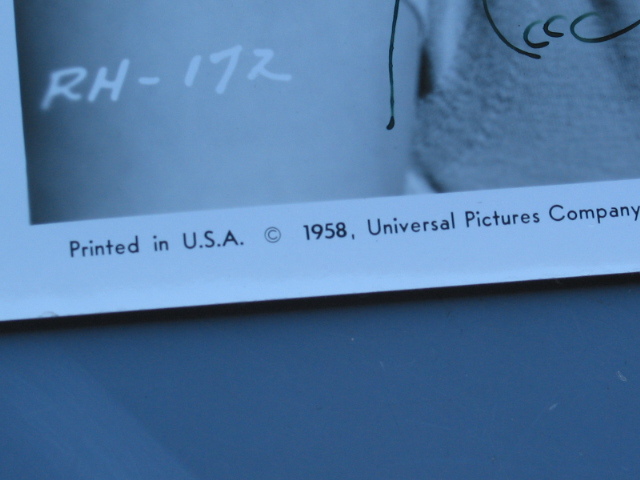 RH-172
Printed in U.S.A. © 1958, Universal Pictures Company